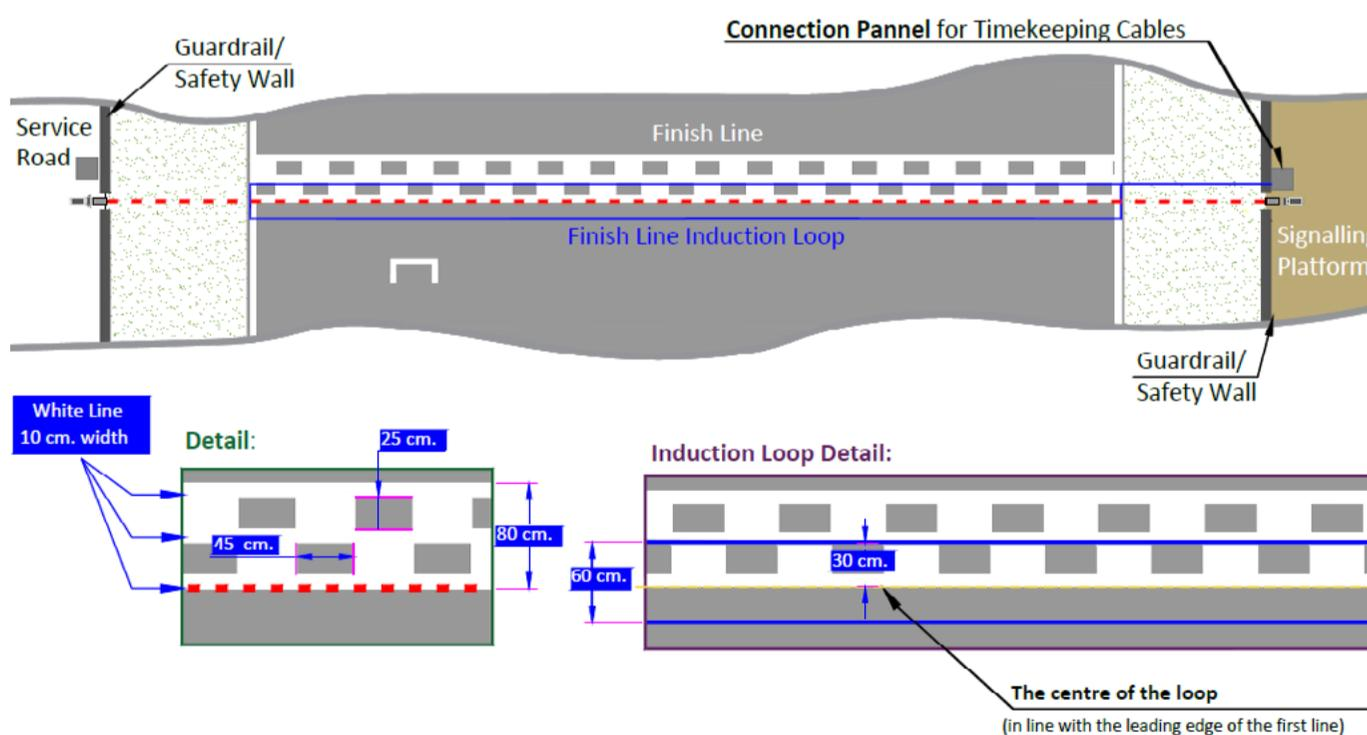 Connection Pannel for Timekeeping Cables
Guardrail/
Safety Wall
Service
Road
Finish Line
Finish Line Induction Loop
Signallin
Platform
Guardrail/
Safety Wall
White Line
10 cm. width
Detail:
25 cm.
45 cm.
80 cm.
Induction Loop Detail:
30 cm.
60 cm.
The centre of the loop
(in line with the leading edge of the first line)